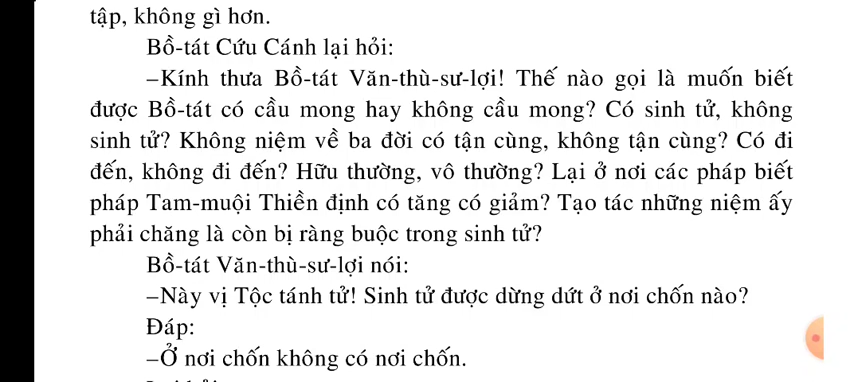 tập, không gì hơn.
Bồ-tát Cứu Cánh lại hỏi:
–Kính thưa Bồ-tát Văn-thù-sư-lợi! Thế nào gọi là muốn biết
được Bồ-tát có cầu mong hay không cầu mong? Có sinh tử, không
sinh tử? Không niệm về ba đời có tận cùng, không tận cùng? Có đi
đến, không đi đến? Hữu thường, vô thường? Lại ở nơi các pháp biết
pháp Tam-muội Thiền định có tăng có giảm? Tạo tác những niệm ấy
phải chăng là còn bị ràng buộc trong sinh tử?
Bồ-tát Văn-thù-sư-lợi nói:
–Này vị Tộc tánh tử! Sinh tử được dừng dứt ở nơi chốn nào?
Đáp:
–Ở nơi chốn không có nơi chốn.